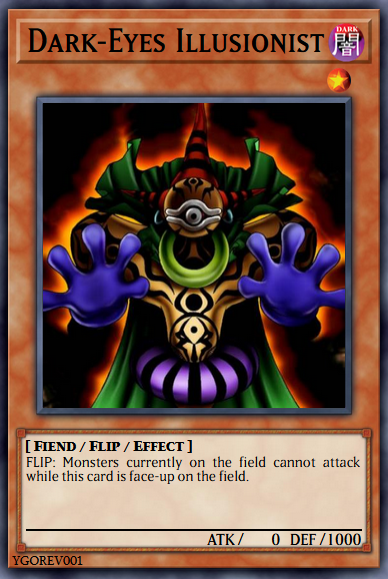 Dark-Eyes Illusionist
DARK
闇
[ Fiend / Flip / Effect ]
FLIP: Monsters currently on the field cannot attack
while this card is face-up on the field.
ATK / 0 DEF /1000
YGOREV001